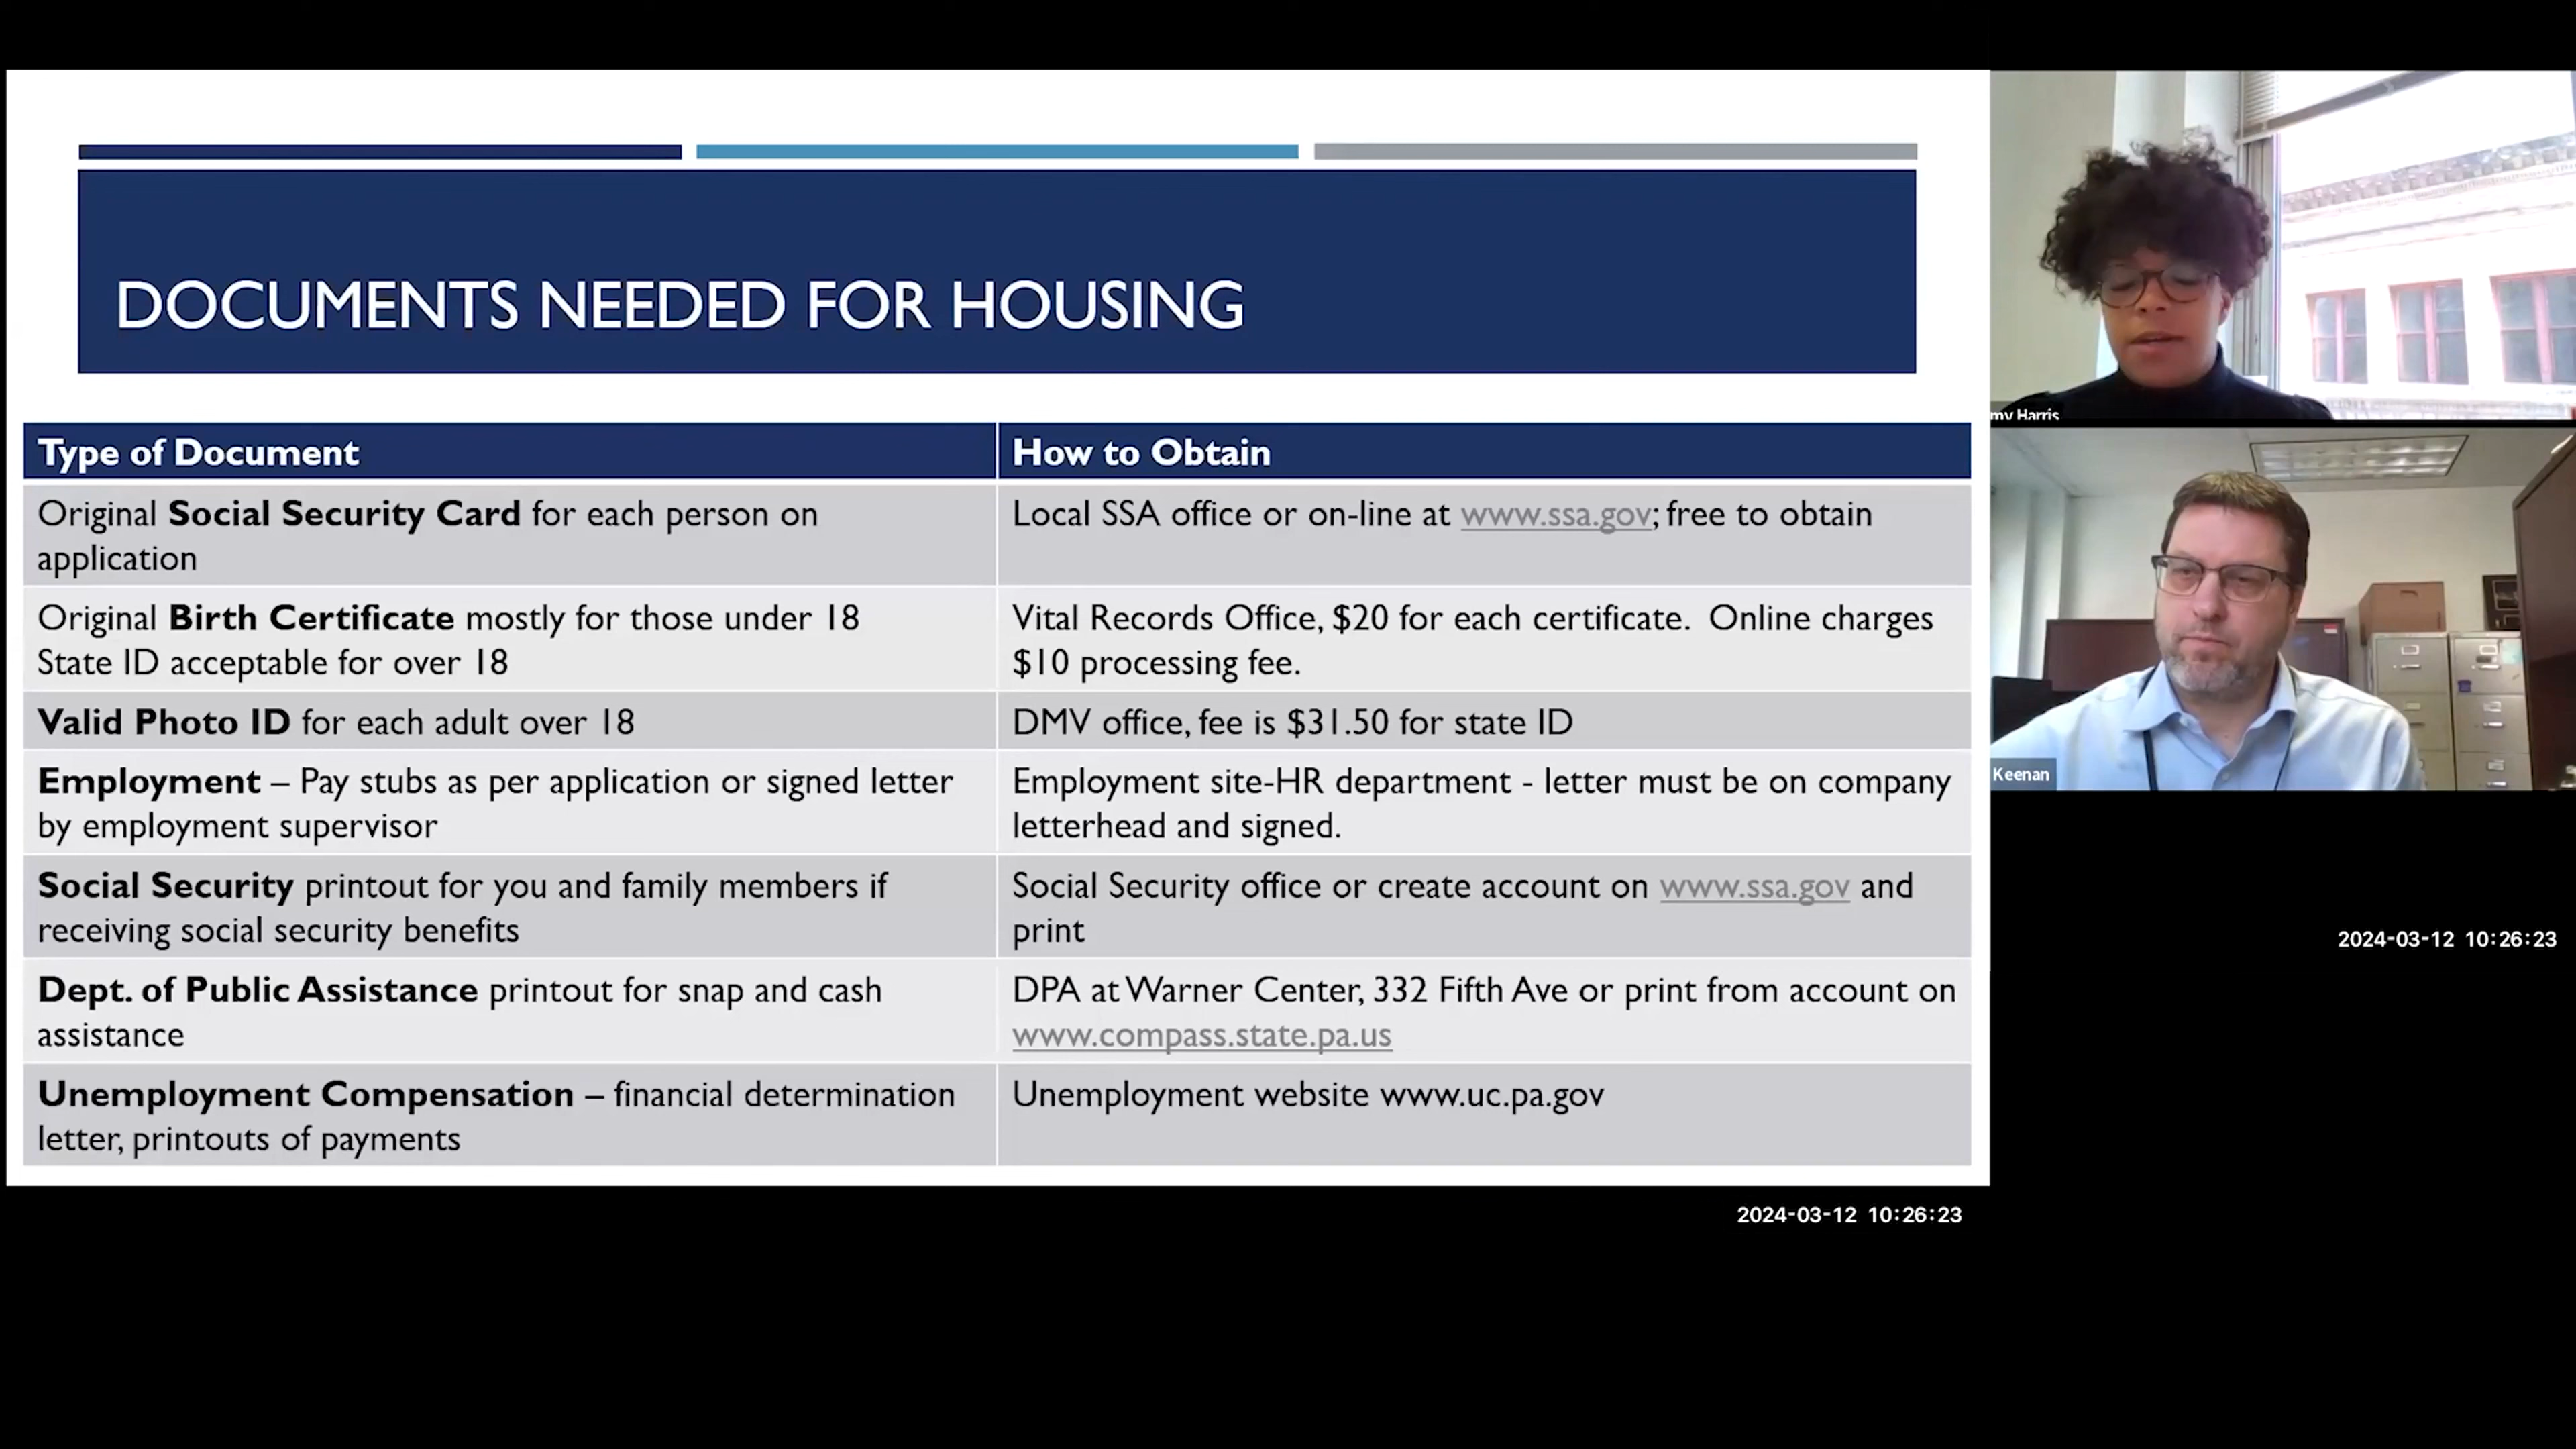 DOCUMENTS NEEDED FOR HOUSING
Type of Document
How to Obtain
Original Social Security Card for each person on
application
Local SSA office or on-line at www.ssa.gov; free to obtain
Original Birth Certificate mostly for those under 18
State ID acceptable for over 18
Vital Records Office, $20 for each certificate. Online charges
$10 processing fee.
Valid Photo ID for each adult over 18
DMV office, fee is $31.50 for state ID
Employment – Pay stubs as per application or signed letter
by employment supervisor
Employment site-HR department - letter must be on company
letterhead and signed.
Social Security printout for you and family members if
receiving social security benefits
Social Security office or create account on www.ssa.gov and
print
Dept. of Public Assistance printout for snap and cash
assistance
DPA at Warner Center, 332 Fifth Ave or print from account on
www.compass.state.pa.us
Unemployment Compensation – financial determination
letter, printouts of payments
Unemployment website www.uc.pa.gov
my Harris
Keenan
2024-03-12 10:26:23
2024-03-12 10:26:23